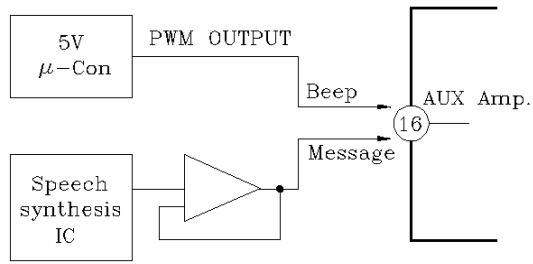 5V
μ-Con
PWM OUTPUT
Beep
AUX Amp.
16
Message
Speech
synthesis
IC